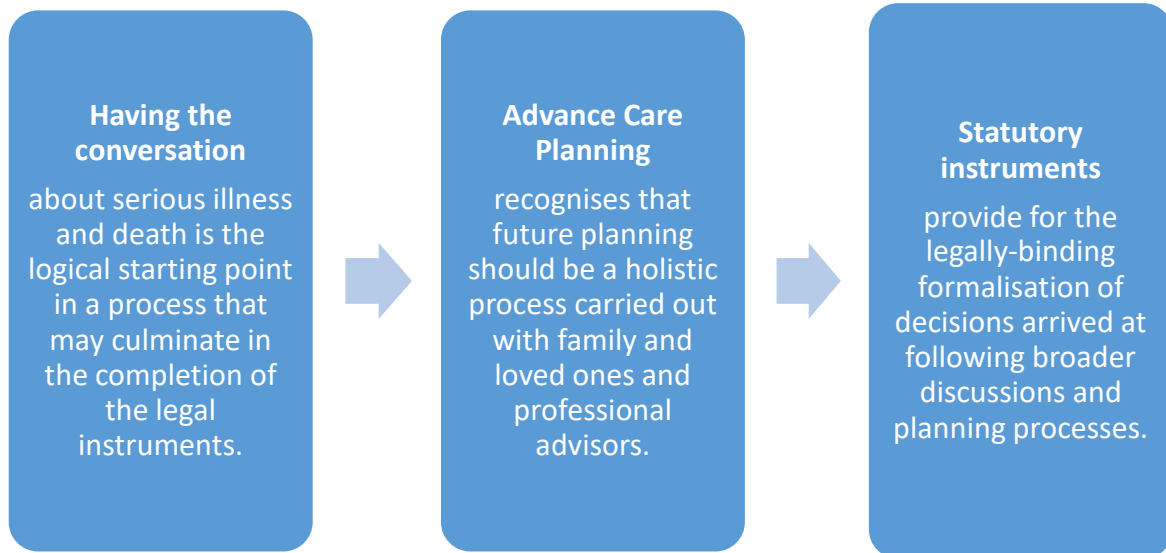 Having the
conversation
about serious illness
and death is the
logical starting point
in a process that
may culminate in
the completion of
the legal
instruments.
Advance Care
Planning
recognises that
future planning
should be a holistic
process carried out
with family and
loved ones and
professional
advisors.
Statutory
instruments
provide for the
legally-binding
formalisation of
decisions arrived at
following broader
discussions and
planning processes.